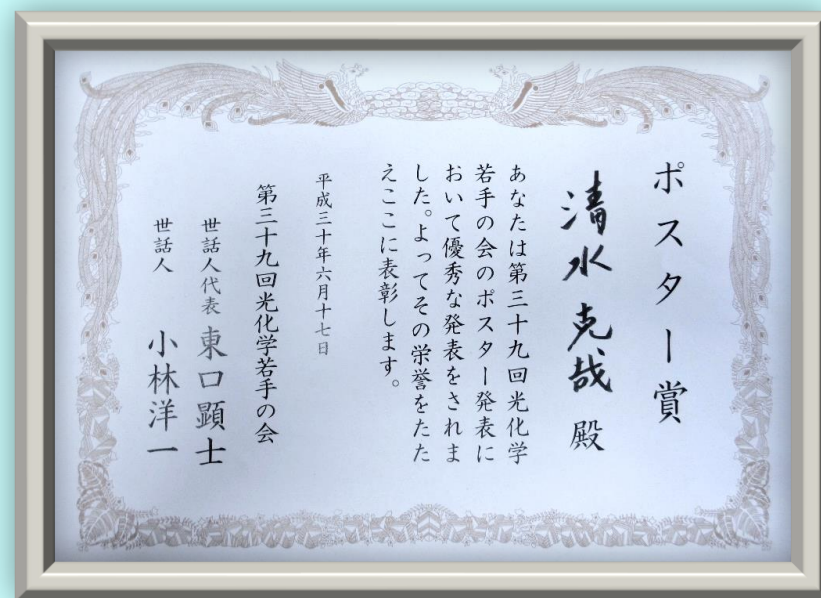 ポスター賞
清水克哉 殿
あなたは第三十九回光化学
若手の会のポスター発表に
おいて優秀な発表をされま
した。よってその栄誉をたた
えここに表彰します。
平成三十年六月十七日
第三十九回光化学若手の会
世話人代表 東口顕士
世話人 小林洋一